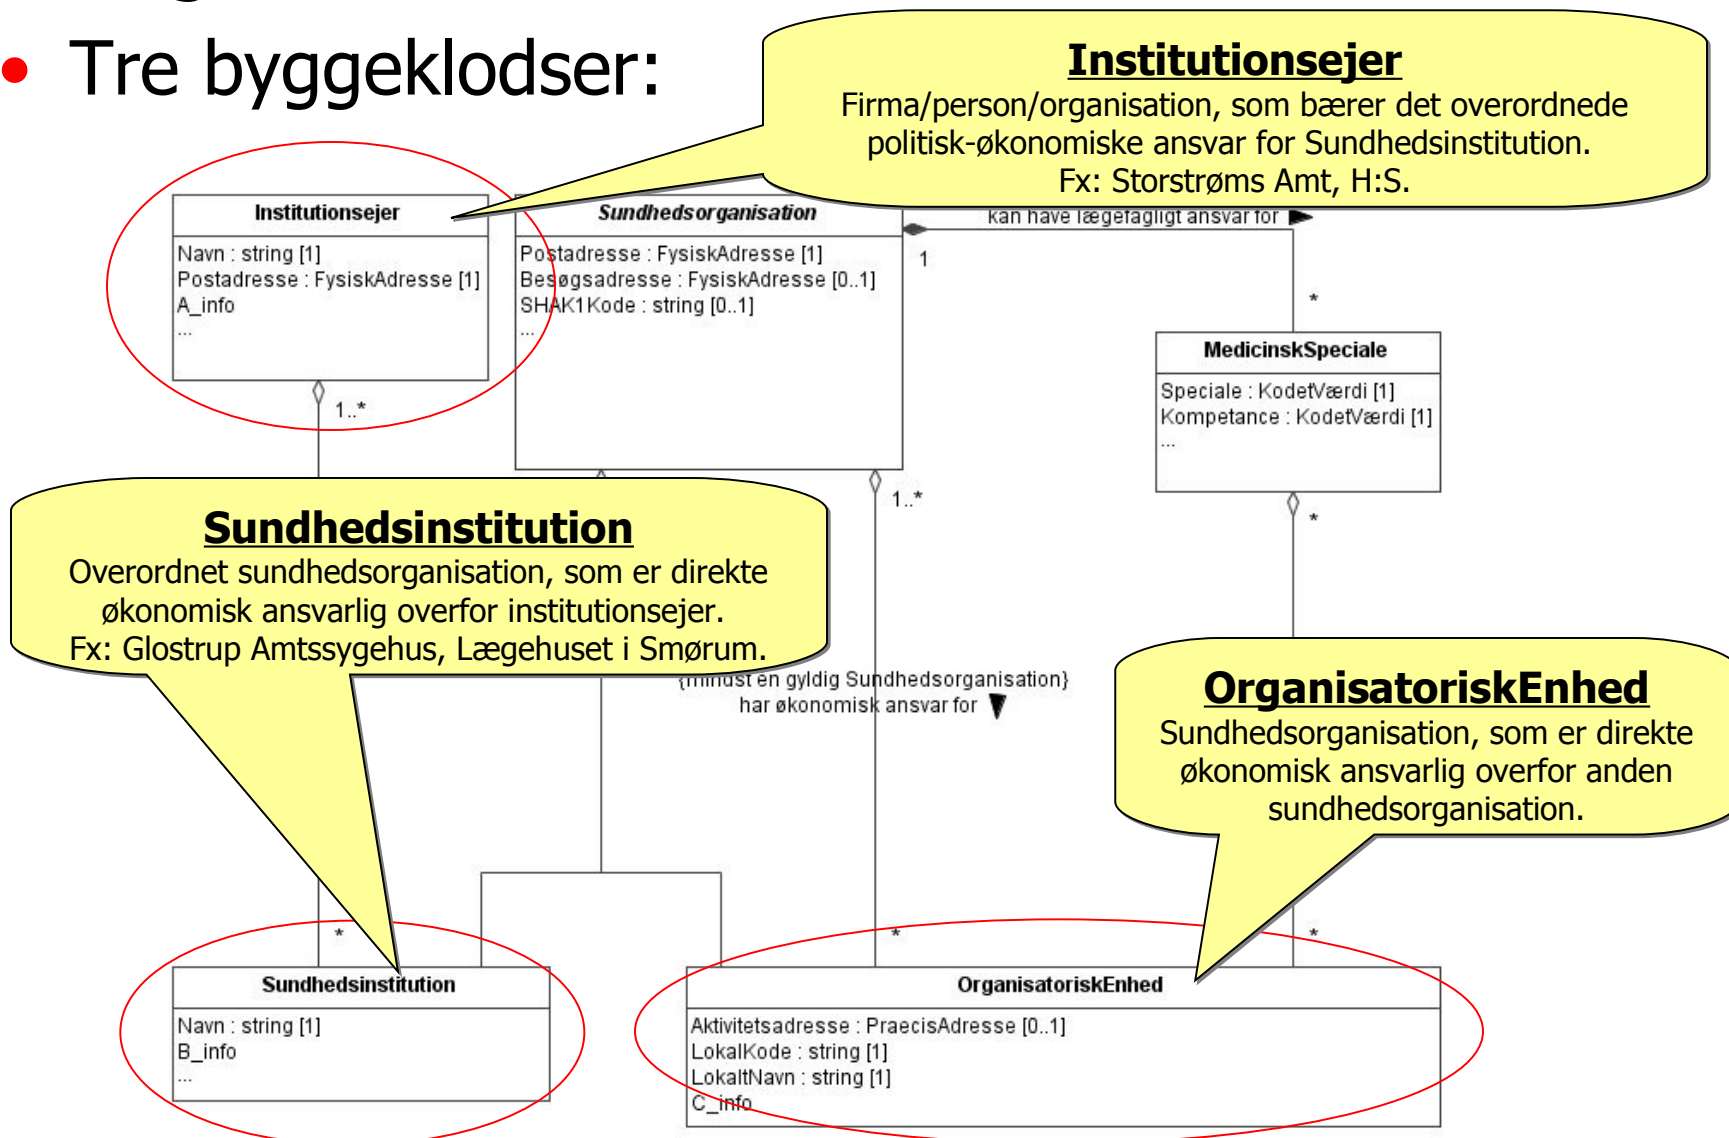 • Tre byggeklodser:
Institutionsejer
Firma/person/organisation, som bærer det overordnede
politisk-økonomiske ansvar for Sundhedsinstitution.
Fx: Storstrøms Amt, H:S.
Institutionsejer
Navn : string [1]
Postadresse : FysiskAdresse [1]
A_info
...
1..*
Sundhedsorganisation
Postadresse : FysiskAdresse [1]
Besøgsadresse : FysiskAdresse [0..1]
SHAK1Kode : string [0..1]
...
kan have lægefagligt ansvar for
1
*
MedicinskSpeciale
Speciale : KodetVærdi [1]
Kompetance : KodetVærdi [1]
...
1..*
*
Sundhedsinstitution
Overordnet sundhedsorganisation, som er direkte
økonomisk ansvarlig overfor institutionsejer.
Fx: Glostrup Amtssygehus, Lægehuset i Smørum.
{mindst én gyldig Sundhedsorganisation}
har økonomisk ansvar for
OrganisatoriskEnhed
Sundhedsorganisation, som er direkte
økonomisk ansvarlig overfor anden
sundhedsorganisation.
*
*
*
Sundhedsinstitution
Navn : string [1]
B_info
...
OrganisatoriskEnhed
Aktivitetsadresse : PraecisAdresse [0..1]
LokalKode : string [1]
LokaltNavn : string [1]
C_info